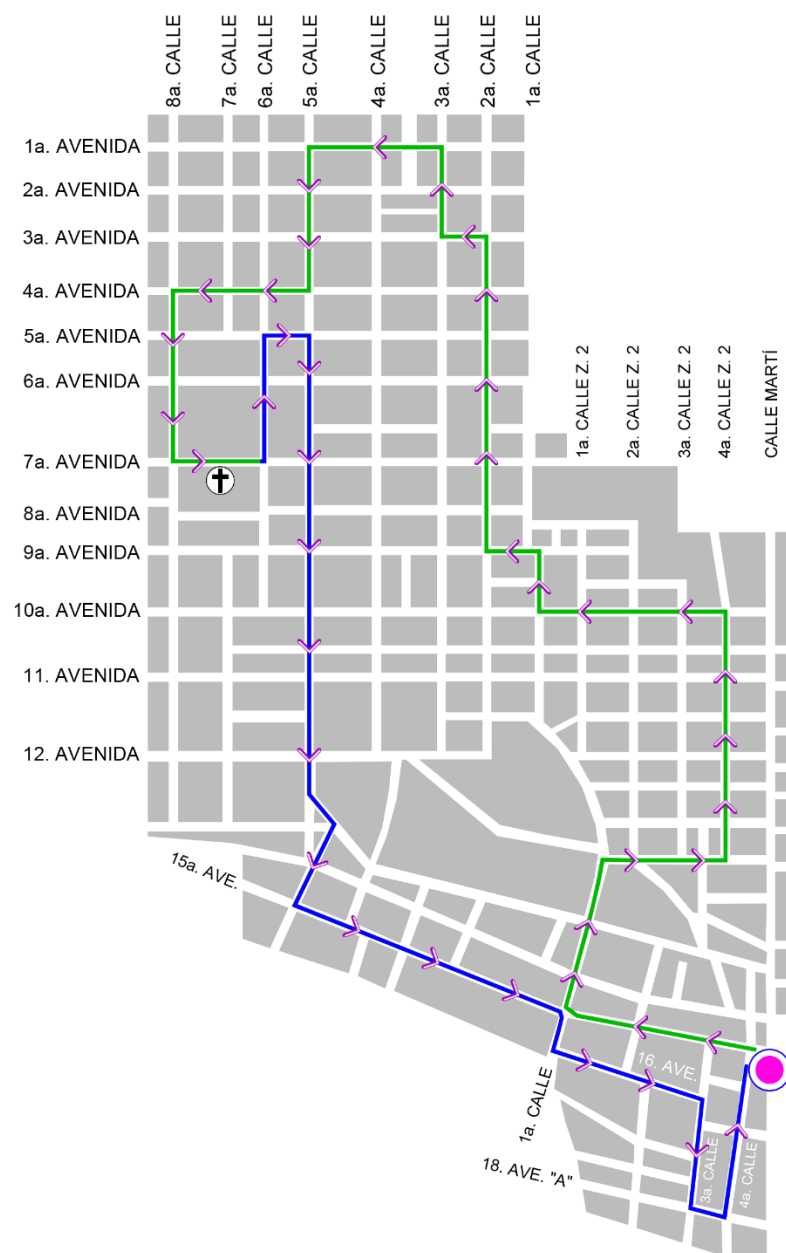 8a. CALLE
7a. CALLE
6a. CALLE
5a. CALLE
4a. CALLE
3a. CALLE
2a. CALLE
1a. CALLE
1a. AVENIDA
2a. AVENIDA
3a. AVENIDA
4a. AVENIDA
5a. AVENIDA
6a. AVENIDA
7a. AVENIDA
8a. AVENIDA
9a. AVENIDA
10a. AVENIDA
11. AVENIDA
12. AVENIDA
1a. CALLE Z. 2
2a. CALLE Z. 2
3a. CALLE Z. 2
4a. CALLE Z. 2
CALLE MARTÍ
15a. AVE.
16. AVE.
1a. CALLE
18. AVE. "A"
3a. CALLE
4a. CALLE